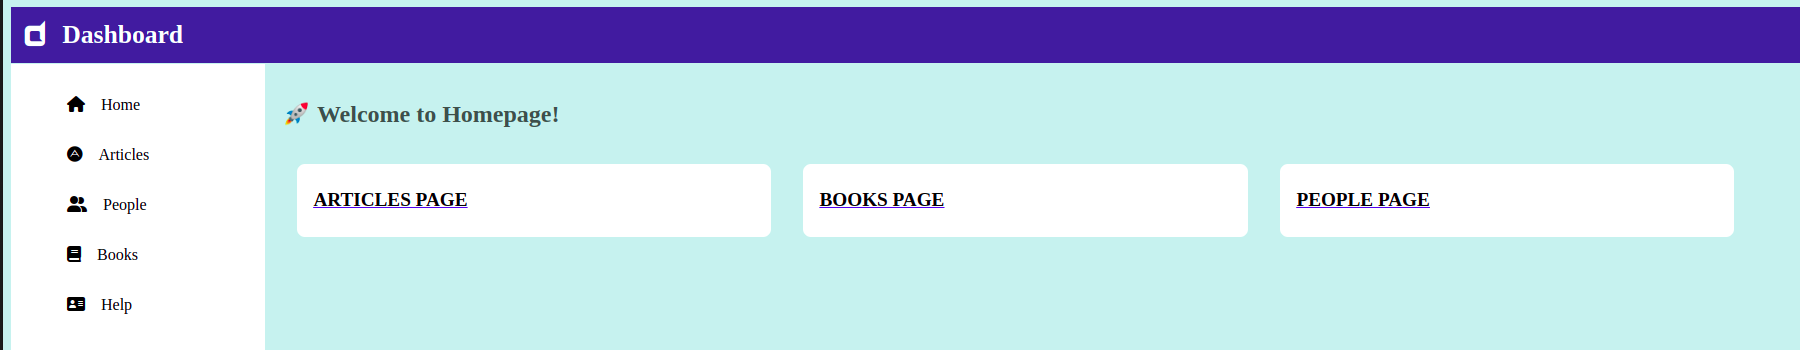 Dashboard
Home
Articles
People
Books
Help
🚀 Welcome to Homepage!
ARTICLES PAGE
BOOKS PAGE
PEOPLE PAGE